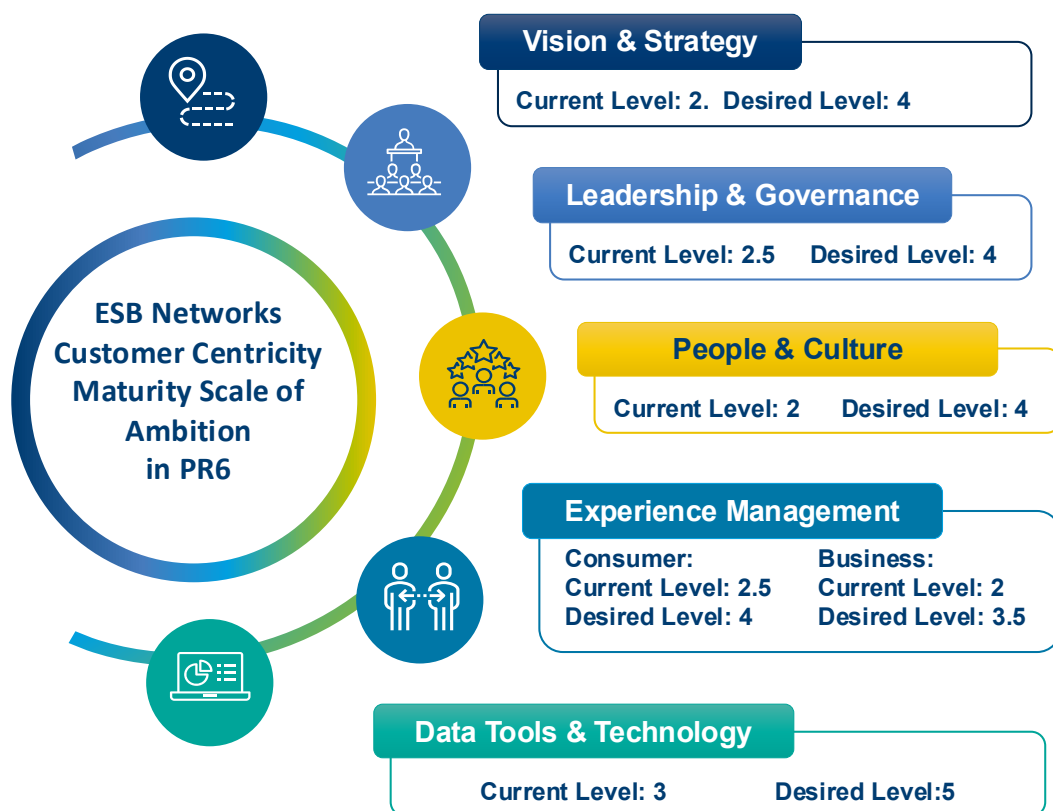 ESB Networks
Customer Centricity
Maturity Scale of
Ambition
in PR6
Vision & Strategy
Current Level: 2. Desired Level: 4
Leadership & Governance
Current Level: 2.5 Desired Level: 4
People & Culture
Current Level: 2 Desired Level: 4
Experience Management
Consumer:
Current Level: 2.5
Desired Level: 4
Business:
Current Level: 2
Desired Level: 3.5
Data Tools & Technology
Current Level: 3 Desired Level:5